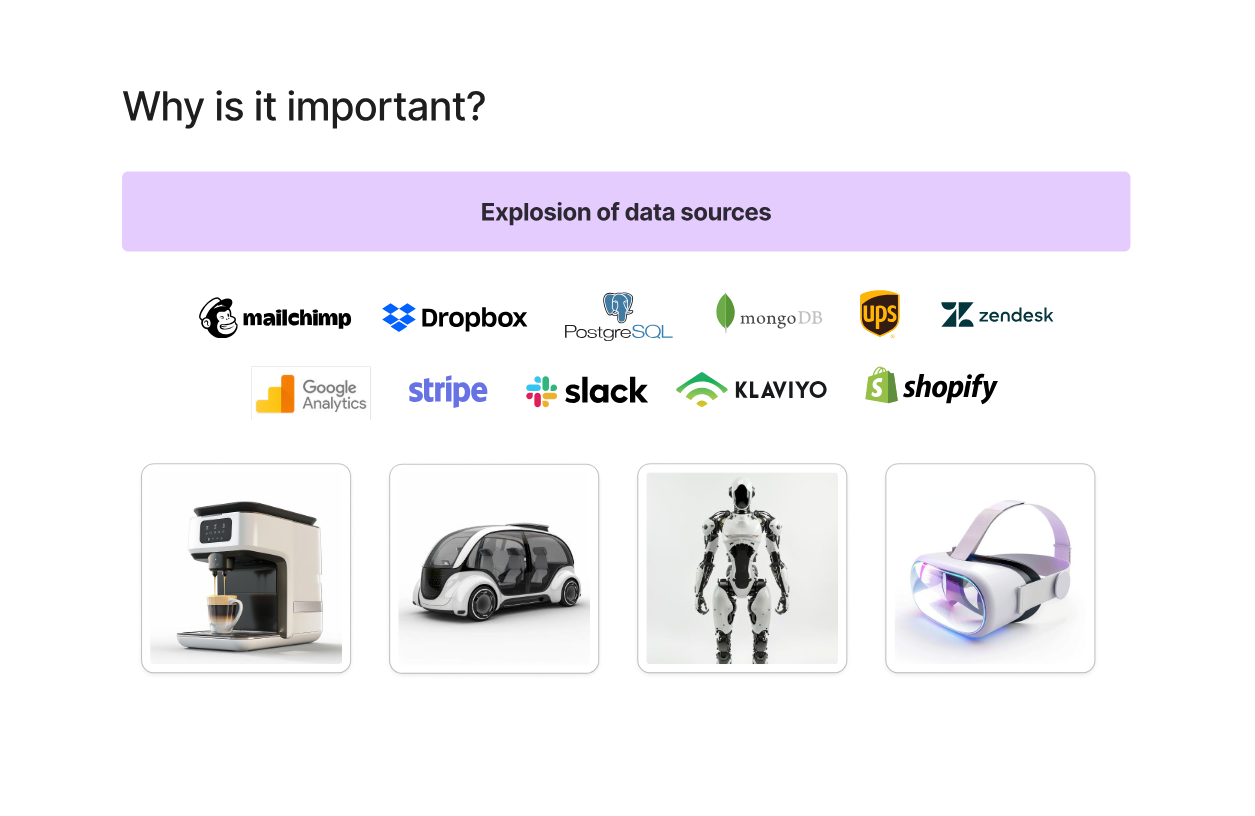 Why is it important?
Explosion of data sources
mailchimp
Dropbox
PostgreSQL
mongoDB
ups
zendesk
Google
Analytics
stripe
slack
KLAVIYO
shopify